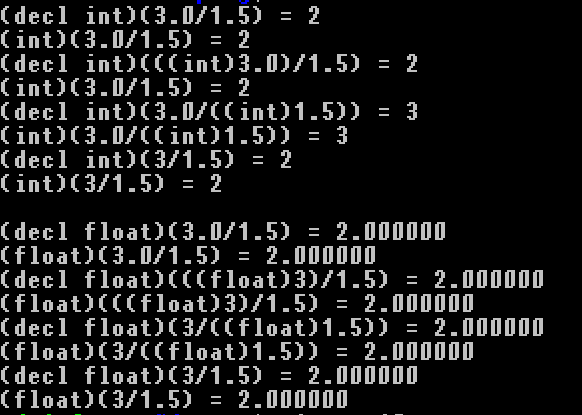 (decl int)(3.0/1.5) = 2
(int)(3.0/1.5) = 2
(decl int)(((int)3.0)/1.5) = 2
(int)(3.0/1.5) = 2
(decl int)(3.0/((int)1.5)) = 3
(int)(3.0/((int)1.5)) = 3
(decl int)(3/1.5) = 2
(int)(3/1.5) = 2
(decl float)(3.0/1.5) = 2.000000
(float)(3.0/1.5) = 2.000000
(decl float)(((float)3)/1.5) = 2.000000
(float)(((float)3)/1.5) = 2.000000
(decl float)(3/((float)1.5)) = 2.000000
(float)(3/((float)1.5)) = 2.000000
(decl float)(3/1.5) = 2.000000
(float)(3/1.5) = 2.000000